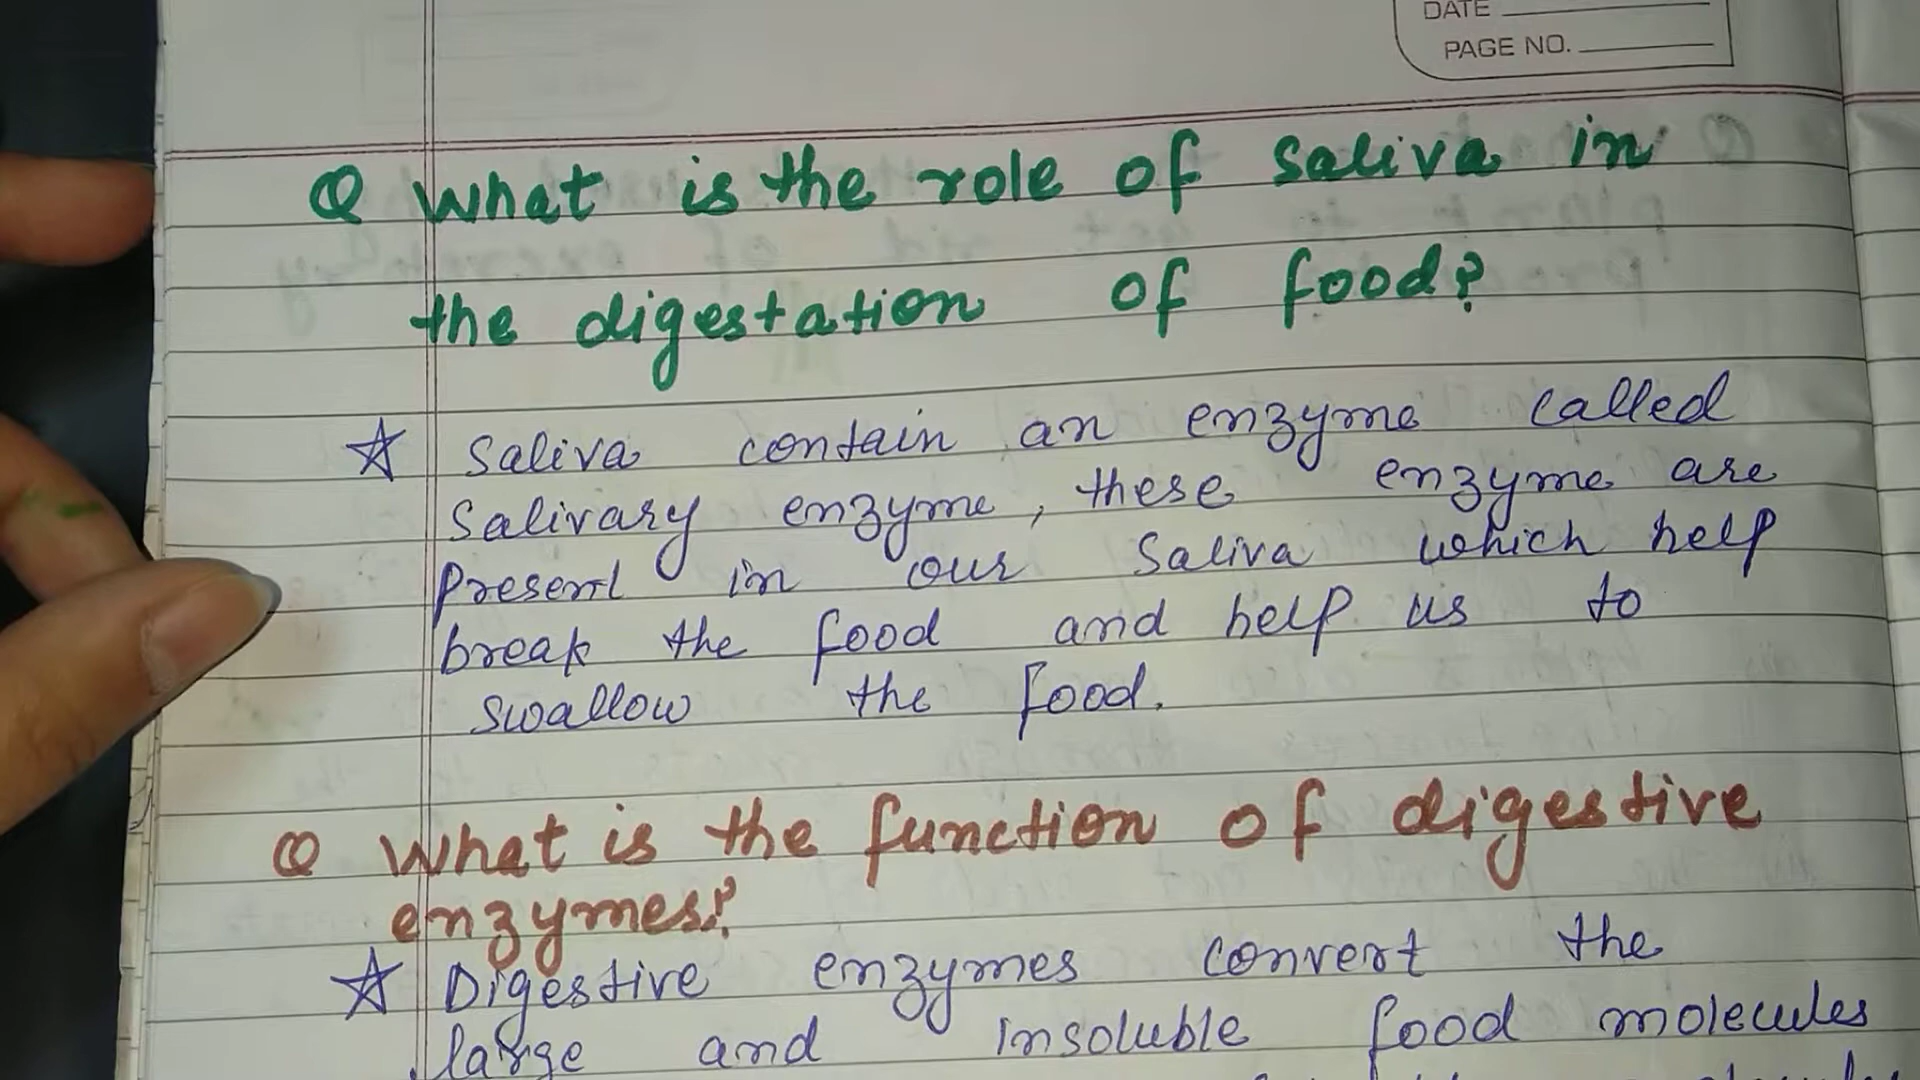 DATE
PAGE NO.
Q What is the role of saliva in
the digestation of food?
☆ Saliva contain an enzyme called
Salivary enzyme, these enzyme are
Present in our Saliva which help
break the food and help us to
swallow the food.
Q What is the function of digestive
enzymes?
☆ Digestive enzymes convert the
large and insoluble food molecules